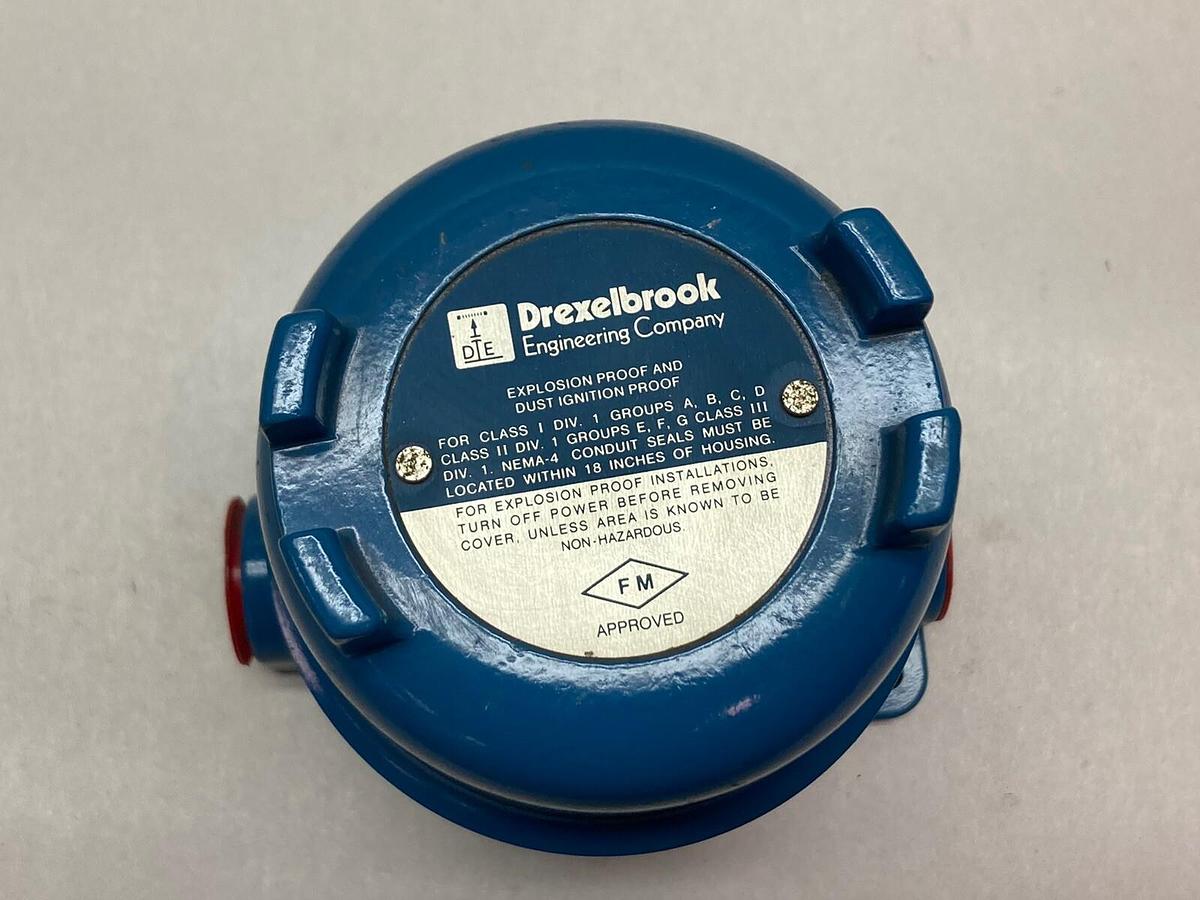 DE
Drexelbrook
Engineering Company
EXPLOSION PROOF AND
DUST IGNITION PROOF
FOR CLASS I DIV. 1 GROUPS A, B, C, D
CLASS II DIV. 1 GROUPS E, F, G CLASS III
DIV. 1. NEMA-4 CONDUIT SEALS MUST BE
LOCATED WITHIN 18 INCHES OF HOUSING.
FOR EXPLOSION PROOF INSTALLATIONS,
TURN OFF POWER BEFORE REMOVING
COVER, UNLESS AREA IS KNOWN TO BE
NON-HAZARDOUS.
FM
APPROVED